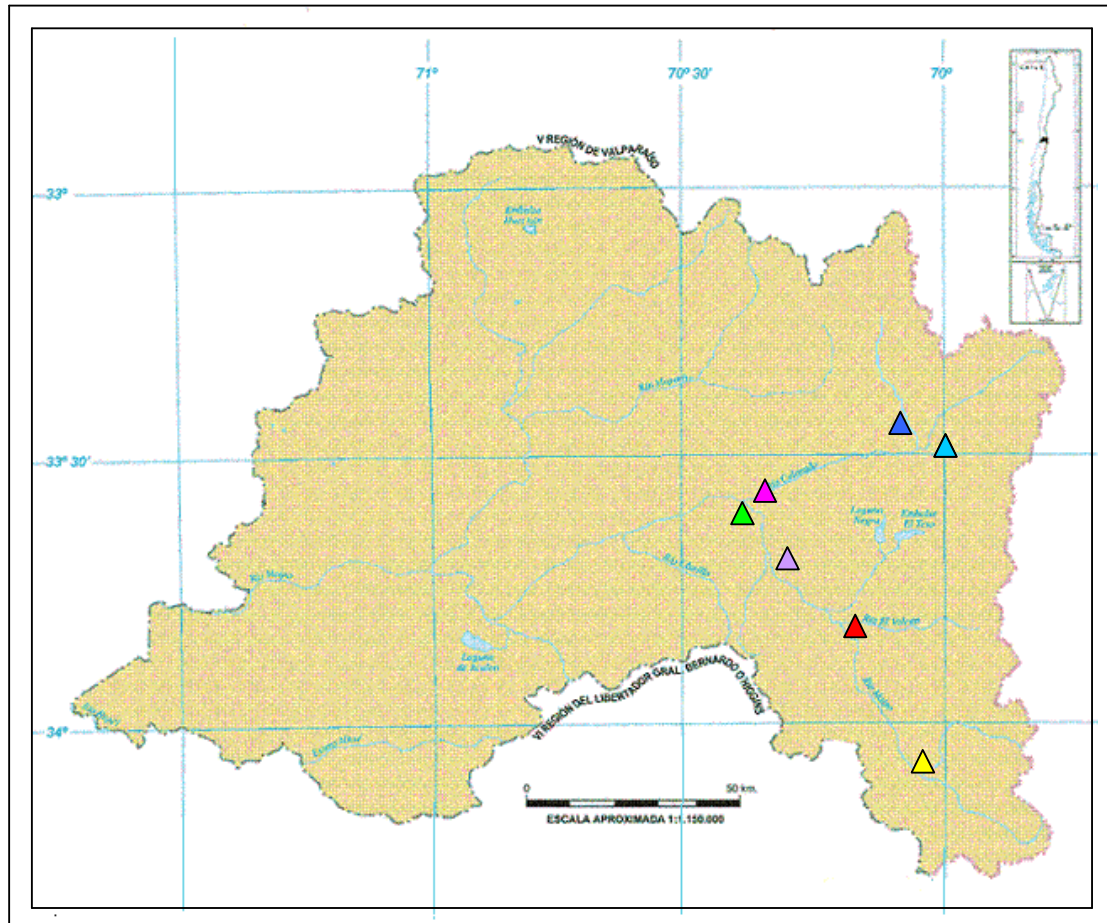 71°
70° 30'
70°
V REGIÓN DE VALPARAÍSO
33°
Embalse
Río Mapocho
33° 30'
Río Colorado
Laguna
Negra
Embalse
El Yeso
Río Maipo
Río El Volcán
Laguna
de Aculeo
VI REGIÓN DEL LIBERTADOR GRAL. BERNARDO O'HIGGINS
Río Maipo
34°
0
50 km.
ESCALA APROXIMADA 1:1.150.000